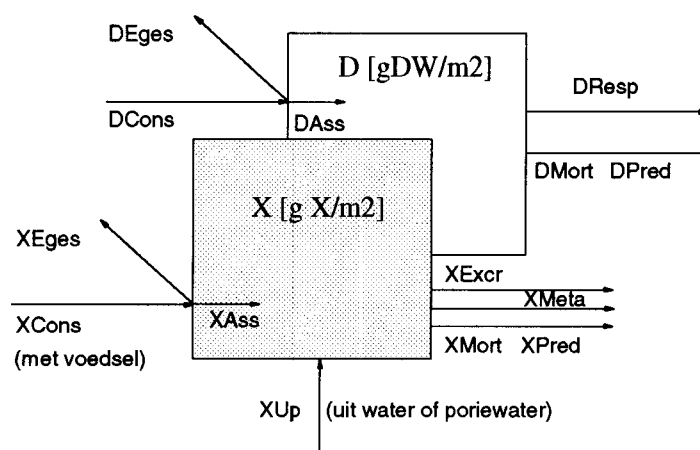 DEges
D [gDW/m2]
DResp
DCons
DAss
DMort DPred
X [g X/m2]
XEges
XExcr
XMeta
XCons
XAss
XMort XPred
(met voedsel)
XUp (uit water of poriewater)